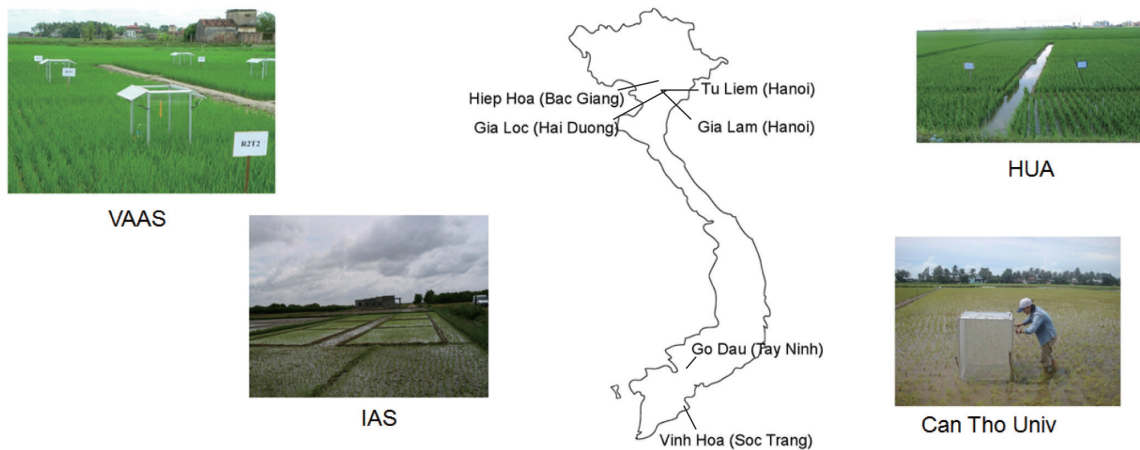 R2T2
VAAS
IAS
Hiep Hoa (Bac Giang)
Tu Liem (Hanoi)
Gia Loc (Hai Duong)
Gia Lam (Hanoi)
Go Dau (Tay Ninh)
Vinh Hoa (Soc Trang)
HUA
Can Tho Univ